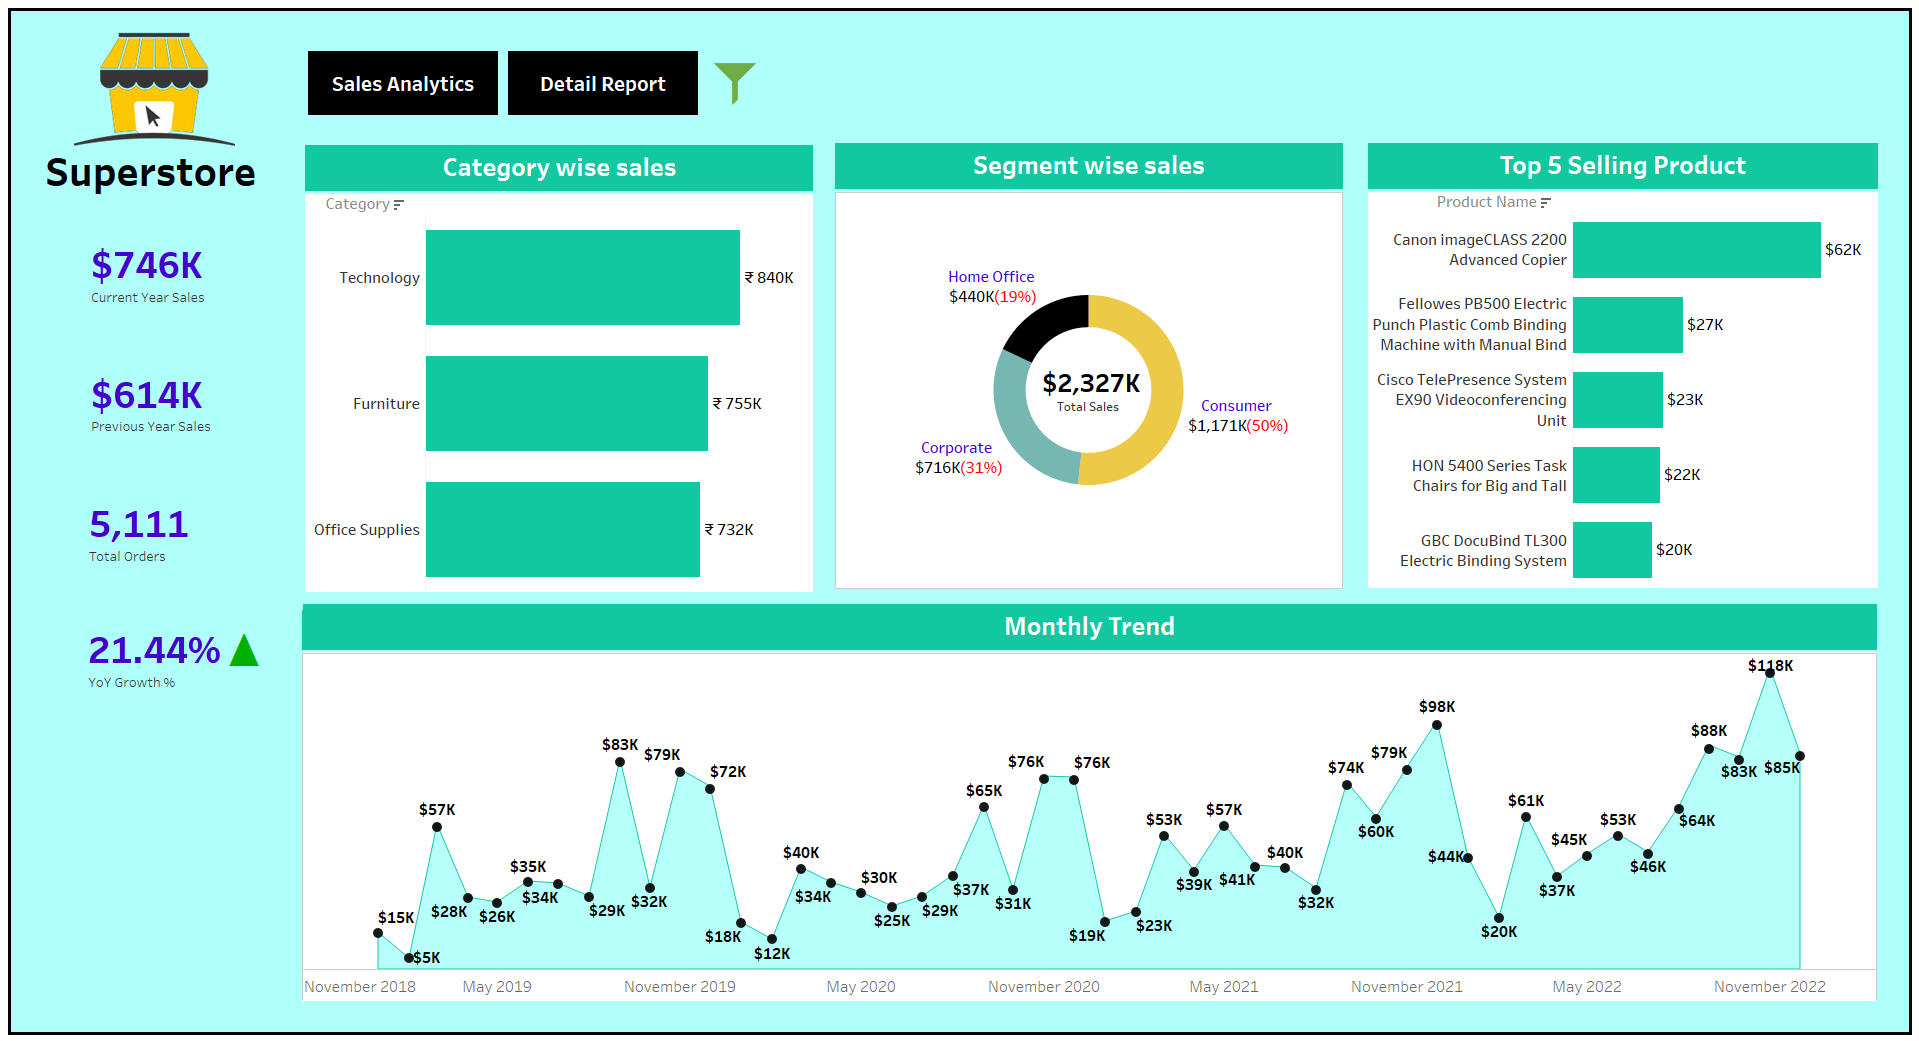 Superstore
Sales Analytics
Detail Report
$746K
Current Year Sales
$614K
Previous Year Sales
5,111
Total Orders
21.44%
YoY Growth %
Category wise sales
Category
Technology
₹ 840K
Furniture
₹ 755K
Office Supplies
₹ 732K
Segment wise sales
Home Office
$440K(19%)
$2,327K
Total Sales
Consumer
$1,171K(50%)
Corporate
$716K(31%)
Top 5 Selling Product
Product Name
Canon imageCLASS 2200
Advanced Copier
$62K
Fellowes PB500 Electric
Punch Plastic Comb Binding
Machine with Manual Bind
$27K
Cisco TelePresence System
EX90 Videoconferencing
Unit
$23K
HON 5400 Series Task
Chairs for Big and Tall
$22K
GBC DocuBind TL300
Electric Binding System
$20K
Monthly Trend
$15K
$5K
$57K
$28K
$26K
$35K
$34K
$29K
$83K
$32K
$79K
$72K
$18K
$12K
$40K
$34K
$30K
$25K
$29K
$37K
$65K
$31K
$76K
$76K
$19K
$23K
$53K
$39K
$57K
$41K
$40K
$32K
$74K
$60K
$79K
$98K
$44K
$20K
$61K
$37K
$45K
$53K
$46K
$64K
$88K
$83K
$118K
$85K
November 2018
May 2019
November 2019
May 2020
November 2020
May 2021
November 2021
May 2022
November 2022